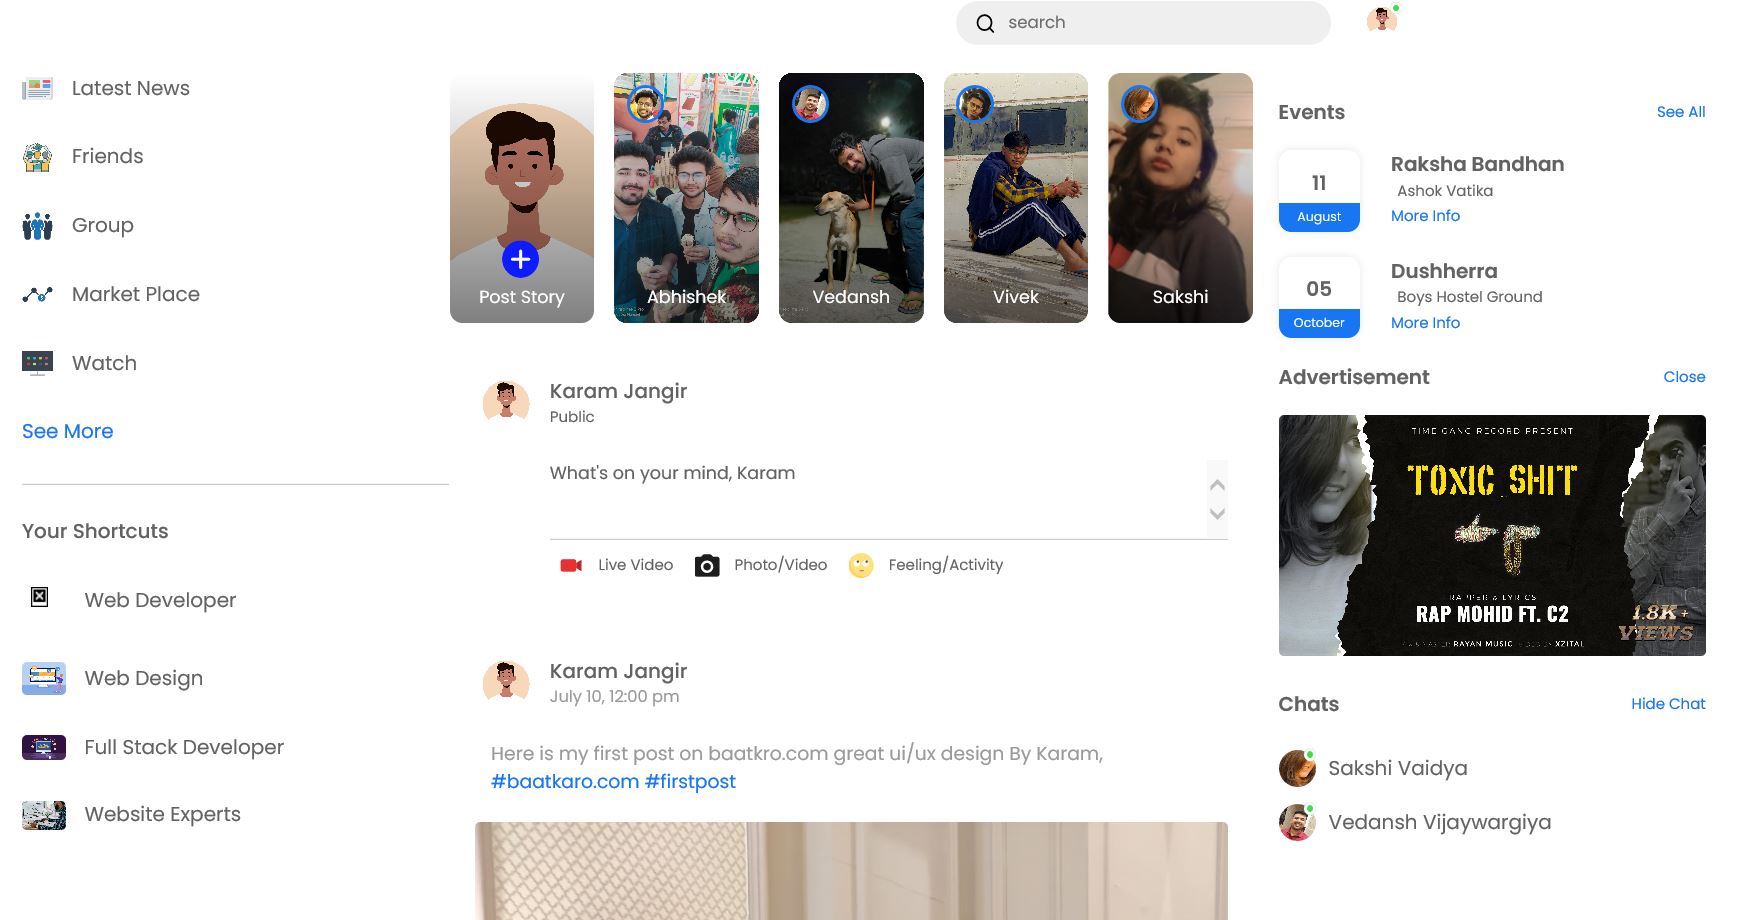 search
Latest News
Friends
Group
Market Place
Watch
See More
Your Shortcuts
Web Developer
Web Design
Full Stack Developer
Website Experts
Post Story
Abhishek
Vedansh
Vivek
Sakshi
Karam Jangir
Public
What's on your mind, Karam
Live Video
Photo/Video
Feeling/Activity
Karam Jangir
July 10, 12:00 pm
Here is my first post on baatkro.com great ui/ux design By Karam,
#baatkaro.com #firstpost
Events
See All
11
August
Raksha Bandhan
Ashok Vatika
More Info
05
October
Dushherra
Boys Hostel Ground
More Info
Advertisement
Close
TIME GANG RECORD PRESENT
TOXIC SHIT
RAPPER & LYRICS
RAP MOHID FT. C2
1.8K+
VIEWS
RAYAN MUSIC
XZITAL
Chats
Hide Chat
Sakshi Vaidya
Vedansh Vijaywargiya